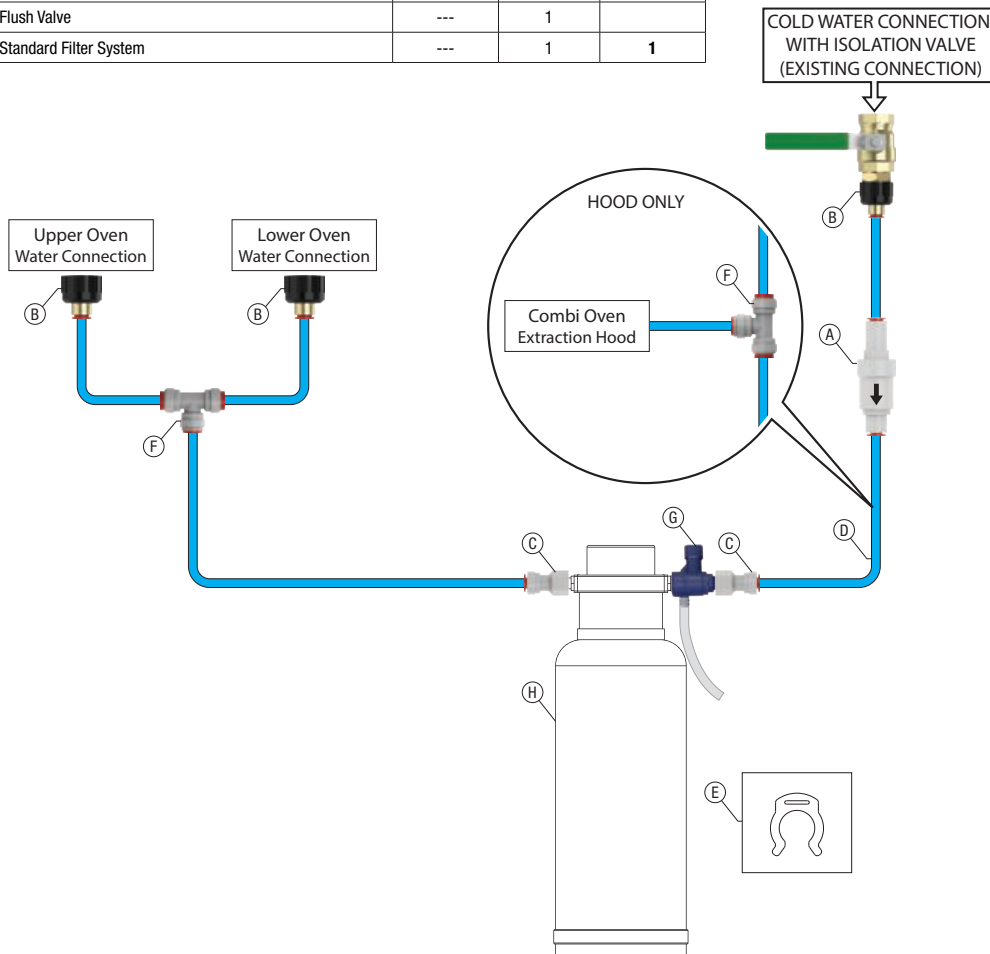 Flush Valve --- 1
Standard Filter System --- 1 1
COLD WATER CONNECTION
WITH ISOLATION VALVE
(EXISTING CONNECTION)
HOOD ONLY
B
Upper Oven
Water Connection
Lower Oven
Water Connection
F
B
B
Combi Oven
Extraction Hood
A
F
G
D
C
C
H
E